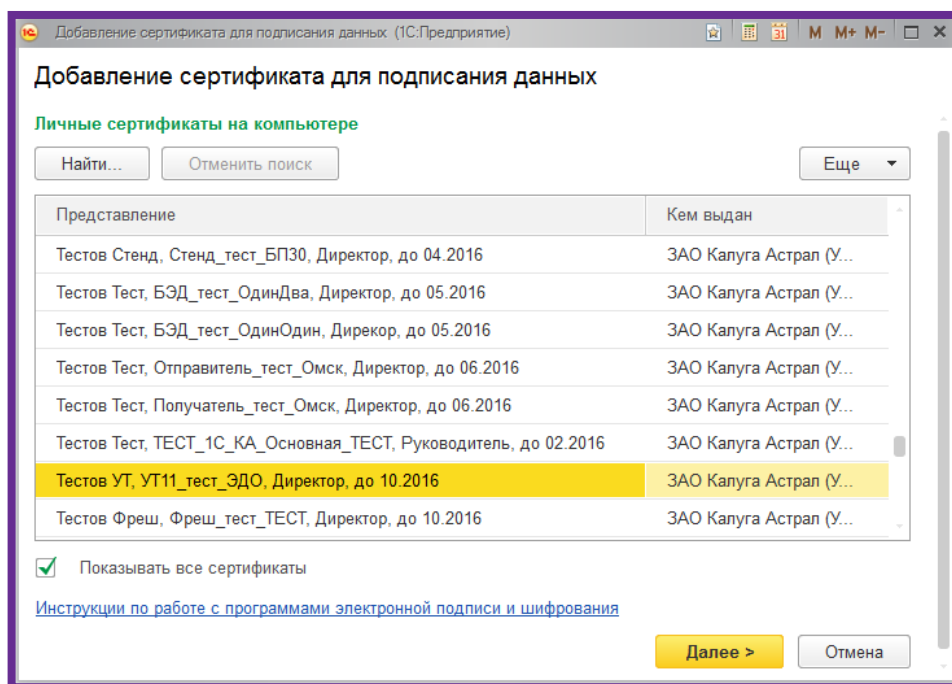 1С Добавление сертификата для подписания данных (1С:Предприятие) 31 M M+ M-
Добавление сертификата для подписания данных
Личные сертификаты на компьютере
Найти... Отменить поиск Еще
Представление Кем выдан
Тестов Стенд, Стенд_тест_БП30, Директор, до 04.2016 ЗАО Калуга Астрал (У...
Тестов Тест, БЭД_тест_ОдинДва, Директор, до 05.2016 ЗАО Калуга Астрал (У...
Тестов Тест, БЭД_тест_ОдинОдин, Дирекор, до 05.2016 ЗАО Калуга Астрал (У...
Тестов Тест, Отправитель_тест_Омск, Директор, до 06.2016 ЗАО Калуга Астрал (У...
Тестов Тест, Получатель_тест_Омск, Директор, до 06.2016 ЗАО Калуга Астрал (У...
Тестов Тест, ТЕСТ_1С_КА_Основная_ТЕСТ, Руководитель, до 02.2016 ЗАО Калуга Астрал (У...
Тестов УТ, УТ11_тест_ЭДО, Директор, до 10.2016 ЗАО Калуга Астрал (У...
Тестов Фреш, Фреш_тест_ТЕСТ, Директор, до 10.2016 ЗАО Калуга Астрал (У...
Показывать все сертификаты
Инструкции по работе с программами электронной подписи и шифрования
Далее > Отмена